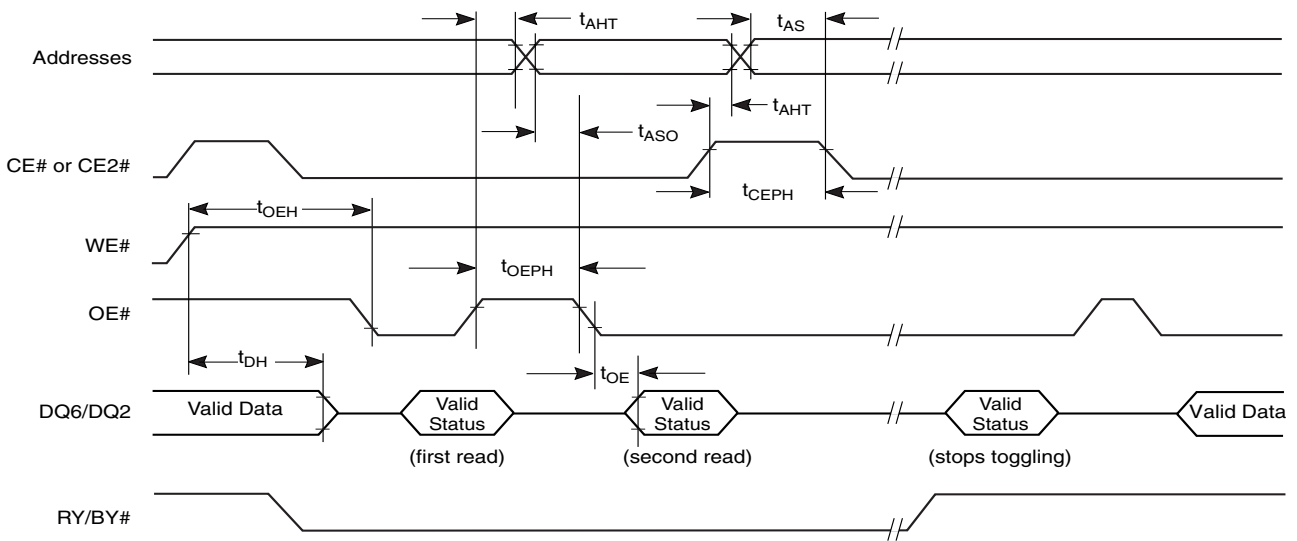 tAHT
tAS
Addresses
tAHT
tASO
CE# or CE2#
tCEPH
tOEH
WE#
tOEPH
OE#
tDH
tOE
DQ6/DQ2
Valid Data
Valid
Status
Valid
Status
Valid
Status
Valid Data
(first read)
(second read)
(stops toggling)
RY/BY#